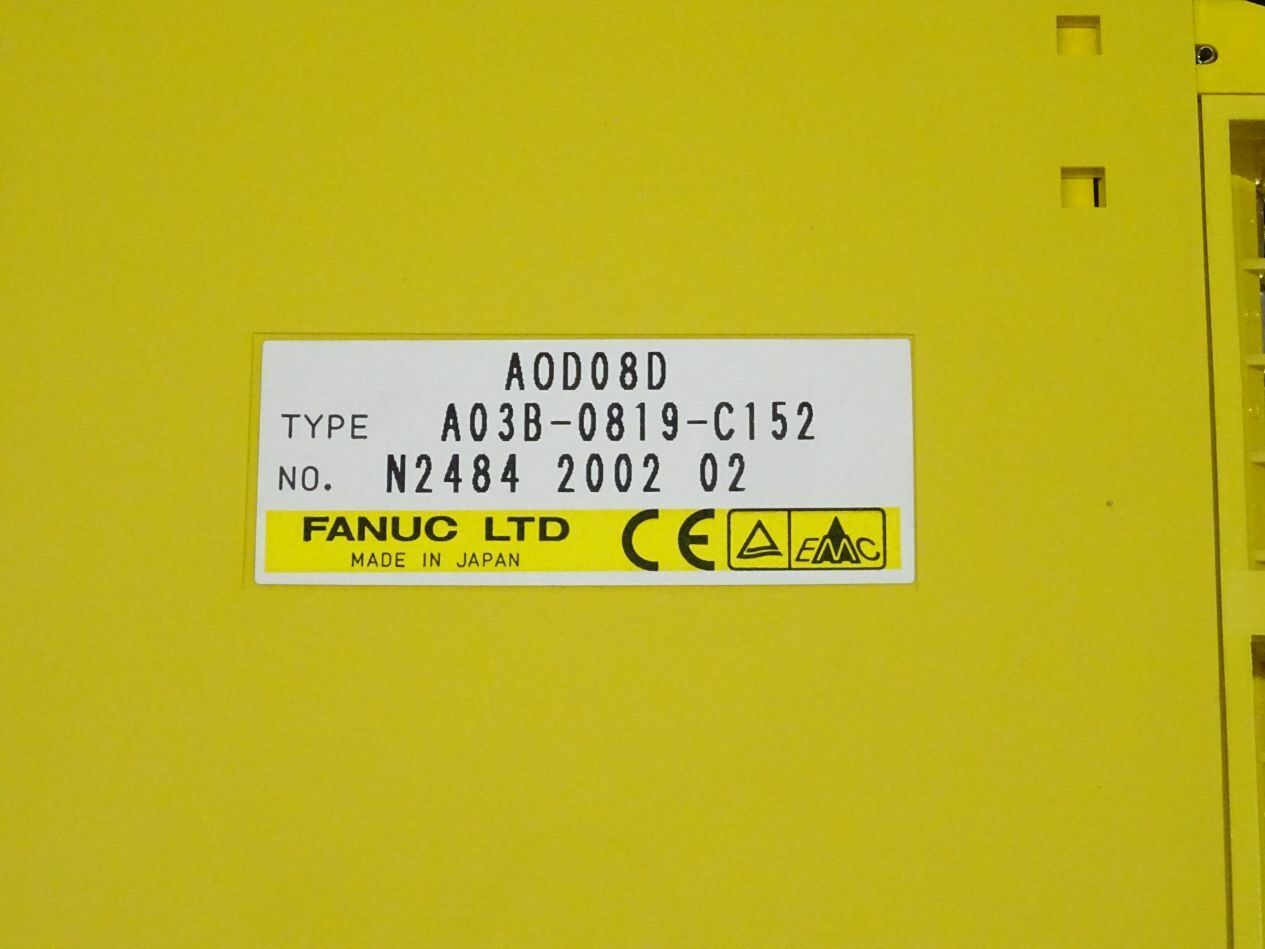 AOD08D
TYPE A03B-0819-C152
NO. N2484 2002 02
FANUC LTD
MADE IN JAPAN
CE
EMC